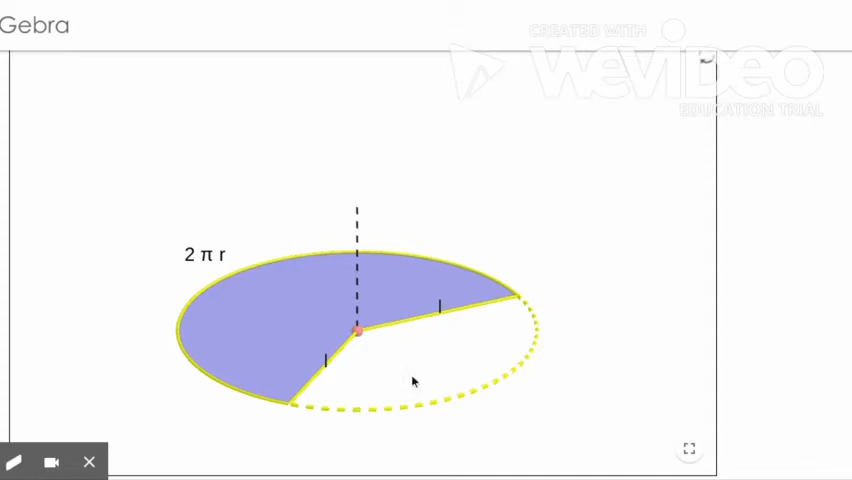 Gebra
CREATED WITH
WeVideo
EDUCATION TRIAL
2 π r
l
l